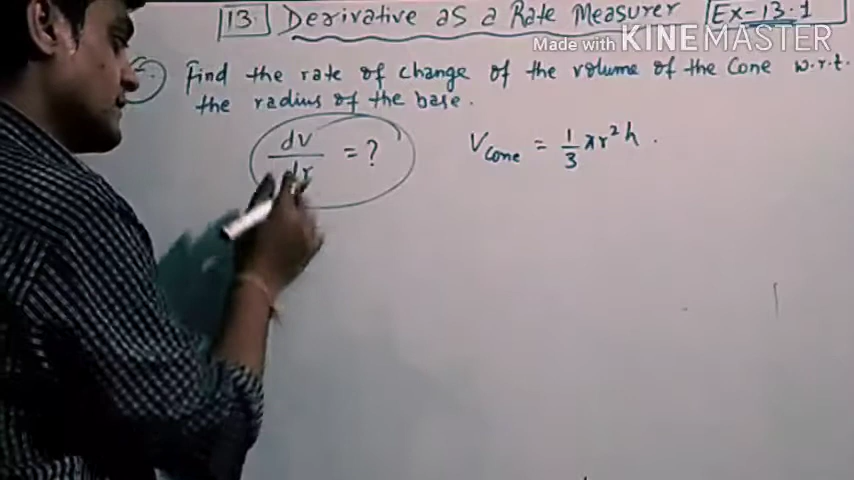 13. Derivative as a Rate Measurer Ex-13.1
Made with KINEMASTER
Find the rate of change of the volume of the Cone w.r.t.
the radius of the base.
dv/dr = ?
V_Cone = 1/3 πr²h.